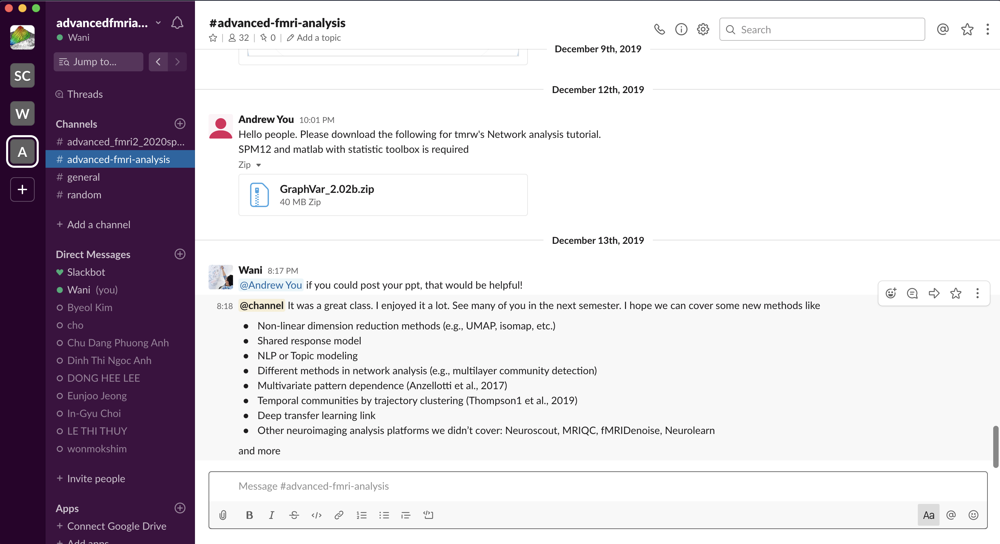 advancedfmria...
Wani
SC
W
A
Jump to...
Threads
Channels
# advanced_fmri2_2020sp...
# advanced-fmri-analysis
# general
# random
+ Add a channel
Direct Messages
Slackbot
Wani (you)
Byeol Kim
cho
Chu Dang Phuong Anh
Dinh Thi Ngoc Anh
DONG HEE LEE
Eunjoo Jeong
In-Gyu Choi
LE THI THUY
wonmokshim
+ Invite people
Apps
+ Connect Google Drive
+ Add apps
#advanced-fmri-analysis
32 | 0 | Add a topic
Search
December 9th, 2019
December 12th, 2019
Andrew You 10:01 PM
Hello people. Please download the following for tmrw's Network analysis tutorial.
SPM12 and matlab with statistic toolbox is required
Zip
GraphVar_2.02b.zip
40 MB Zip
December 13th, 2019
Wani 8:17 PM
@Andrew You if you could post your ppt, that would be helpful!
8:18 @channel It was a great class. I enjoyed it a lot. See many of you in the next semester. I hope we can cover some new methods like
• Non-linear dimension reduction methods (e.g., UMAP, isomap, etc.)
• Shared response model
• NLP or Topic modeling
• Different methods in network analysis (e.g., multilayer community detection)
• Multivariate pattern dependence (Anzellotti et al., 2017)
• Temporal communities by trajectory clustering (Thompson1 et al., 2019)
• Deep transfer learning link
• Other neuroimaging analysis platforms we didn’t cover: Neuroscout, MRIQC, fMRIDenoise, Neurolearn
and more
Message #advanced-fmri-analysis
B I S </> Aa @